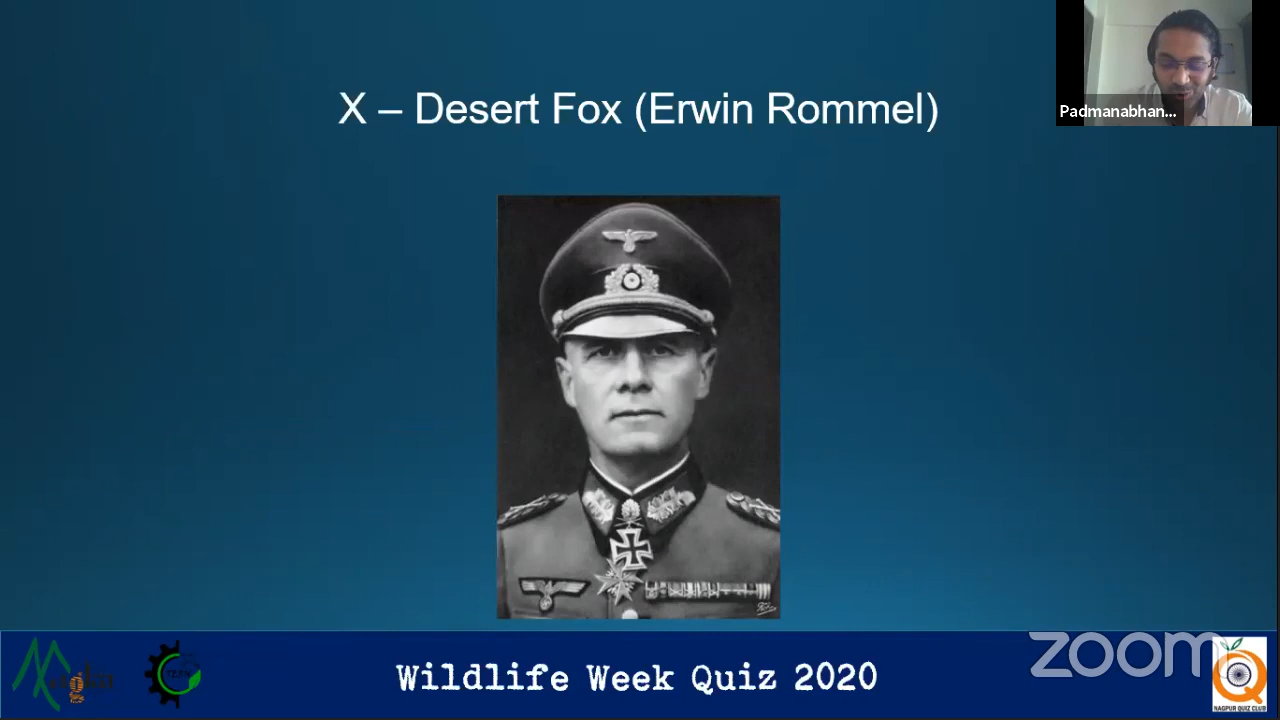 X – Desert Fox (Erwin Rommel)
Padmanabhan...
Wildlife Week Quiz 2020
zoom
NAGPUR QUIZ CLUB